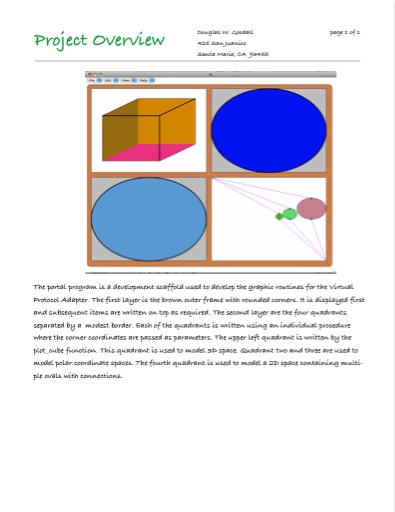 Project Overview
Douglas W. Goodall
page 1 of 2
425 San Juanico
Santa Maria, CA 93455
File Edit View Help
The portal program is a development scaffold used to develop the graphic routines for the Virtual
Protocol Adapter. The first layer is the brown outer frame with rounded corners. It is displayed first
and subsequent items are written on top as required. The second layer are the four quadrants
separated by a modest border. Each of the quadrants is written using an individual procedure
where the corner coordinates are passed as parameters. The upper left quadrant is written by the
plot_cube function. This quadrant is used to model 3D space. Quadrant two and three are used to
model polar coordinate spaces. The fourth quadrant is used to model a 2D space containing multi-
ple ovals with connections.